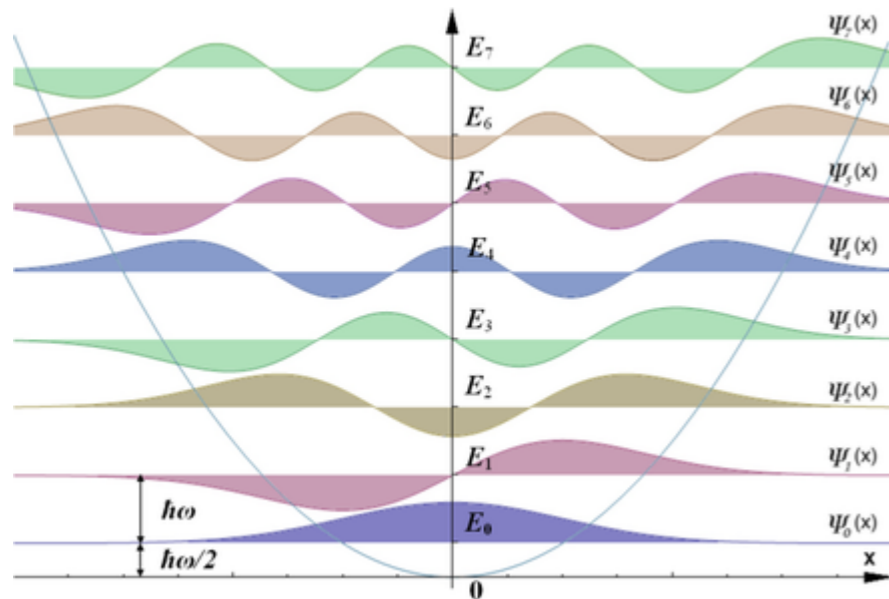 E₇ Ψ₇(x)
E₆ Ψ₆(x)
E₅ Ψ₅(x)
E₄ Ψ₄(x)
E₃ Ψ₃(x)
E₂ Ψ₂(x)
E₁ Ψ₁(x)
ħω
E₀ Ψ₀(x)
ħω/2
x
0